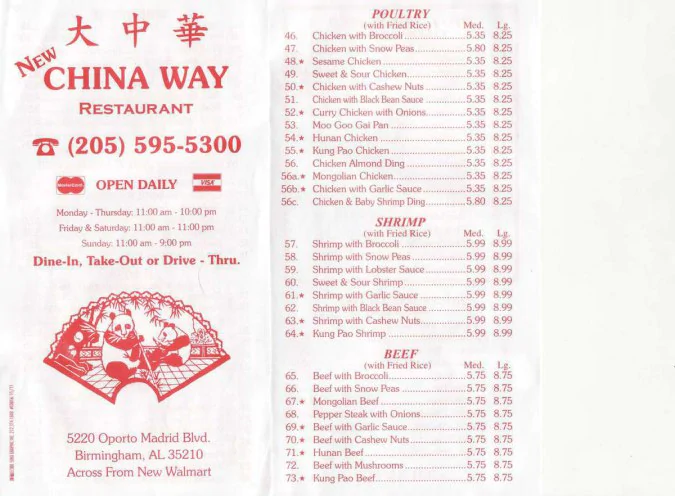 大中華
NEW
CHINA WAY
RESTAURANT
☎ (205) 595-5300
MasterCard OPEN DAILY VISA
Monday - Thursday: 11:00 am - 10:00 pm
Friday & Saturday: 11:00 am - 11:00 pm
Sunday: 11:00 am - 9:00 pm
Dine-In, Take-Out or Drive - Thru.
5220 Oporto Madrid Blvd.
Birmingham, AL 35210
Across From New Walmart
POULTRY
(with Fried Rice) Med. Lg.
46. Chicken with Broccoli 5.35 8.25
47. Chicken with Snow Peas 5.80 8.25
48.★ Sesame Chicken 5.35 8.25
49. Sweet & Sour Chicken 5.35 8.25
50.★ Chicken with Cashew Nuts 5.35 8.25
51. Chicken with Black Bean Sauce 5.35 8.25
52.★ Curry Chicken with Onions 5.35 8.25
53. Moo Goo Gai Pan 5.35 8.25
54.★ Hunan Chicken 5.35 8.25
55.★ Kung Pao Chicken 5.35 8.25
56. Chicken Almond Ding 5.35 8.25
56a.★ Mongolian Chicken 5.35 8.25
56b.★ Chicken with Garlic Sauce 5.35 8.25
56c. Chicken & Baby Shrimp Ding 5.80 8.25
SHRIMP
(with Fried Rice) Med. Lg.
57. Shrimp with Broccoli 5.99 8.99
58. Shrimp with Snow Peas 5.99 8.99
59. Shrimp with Lobster Sauce 5.99 8.99
60. Sweet & Sour Shrimp 5.99 8.99
61.★ Shrimp with Garlic Sauce 5.99 8.99
62. Shrimp with Black Bean Sauce 5.99 8.99
63.★ Shrimp with Cashew Nuts 5.99 8.99
64.★ Kung Pao Shrimp 5.99 8.99
BEEF
(with Fried Rice) Med. Lg.
65. Beef with Broccoli 5.75 8.75
66. Beef with Snow Peas 5.75 8.75
67.★ Mongolian Beef 5.75 8.75
68. Pepper Steak with Onions 5.75 8.75
69.★ Beef with Garlic Sauce 5.75 8.75
70.★ Beef with Cashew Nuts 5.75 8.75
71.★ Hunan Beef 5.75 8.75
72. Beef with Mushrooms 5.75 8.75
73.★ Kung Pao Beef 5.75 8.75